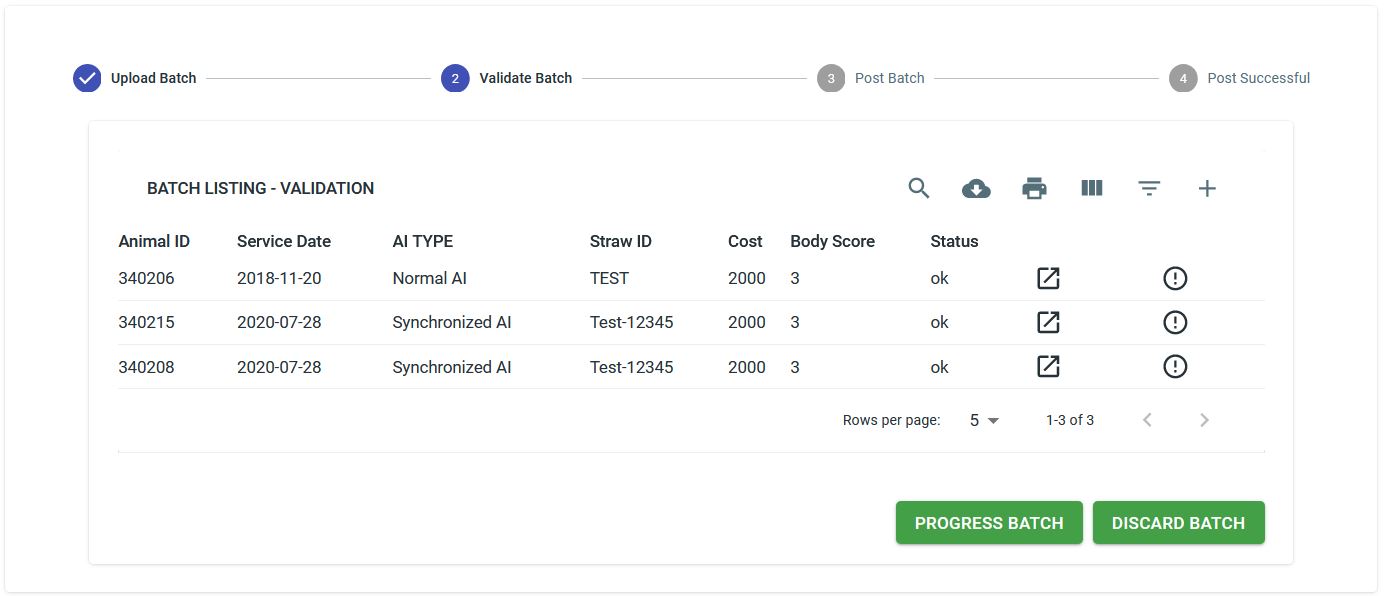 Upload Batch 2 Validate Batch 3 Post Batch 4 Post Successful
BATCH LISTING - VALIDATION
Animal ID Service Date AI TYPE Straw ID Cost Body Score Status
340206 2018-11-20 Normal AI TEST 2000 3 ok
340215 2020-07-28 Synchronized AI Test-12345 2000 3 ok
340208 2020-07-28 Synchronized AI Test-12345 2000 3 ok
Rows per page: 5 1-3 of 3
PROGRESS BATCH DISCARD BATCH